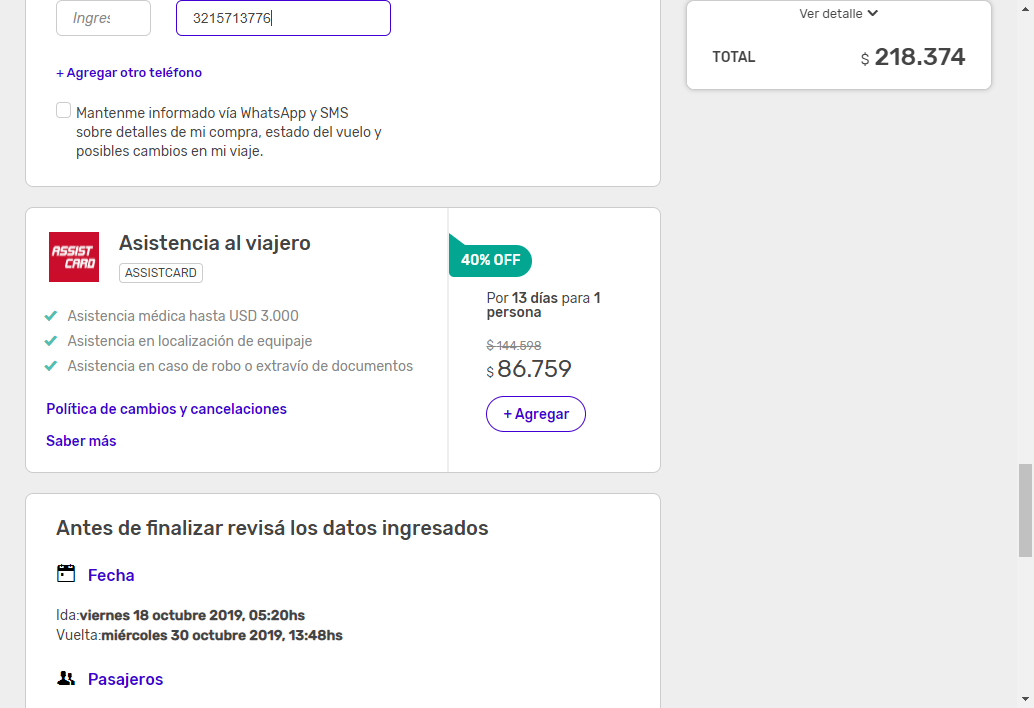 Ingres
3215713776
+ Agregar otro teléfono
Mantenme informado vía WhatsApp y SMS
sobre detalles de mi compra, estado del vuelo y
posibles cambios en mi viaje.
Ver detalle
TOTAL $ 218.374
ASSIST
CARD
Asistencia al viajero
ASSISTCARD
Asistencia médica hasta USD 3.000
Asistencia en localización de equipaje
Asistencia en caso de robo o extravío de documentos
Política de cambios y cancelaciones
Saber más
40% OFF
Por 13 días para 1
persona
$ 144.598
$ 86.759
+ Agregar
Antes de finalizar revisá los datos ingresados
Fecha
Ida:viernes 18 octubre 2019, 05:20hs
Vuelta:miércoles 30 octubre 2019, 13:48hs
Pasajeros